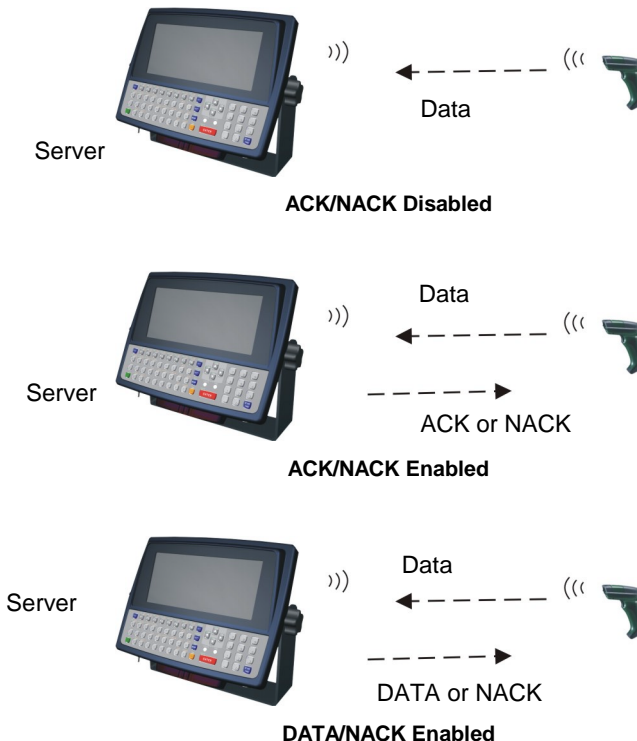 Data
Server
ACK/NACK Disabled
Data
Server
ACK or NACK
ACK/NACK Enabled
Data
Server
DATA or NACK
DATA/NACK Enabled